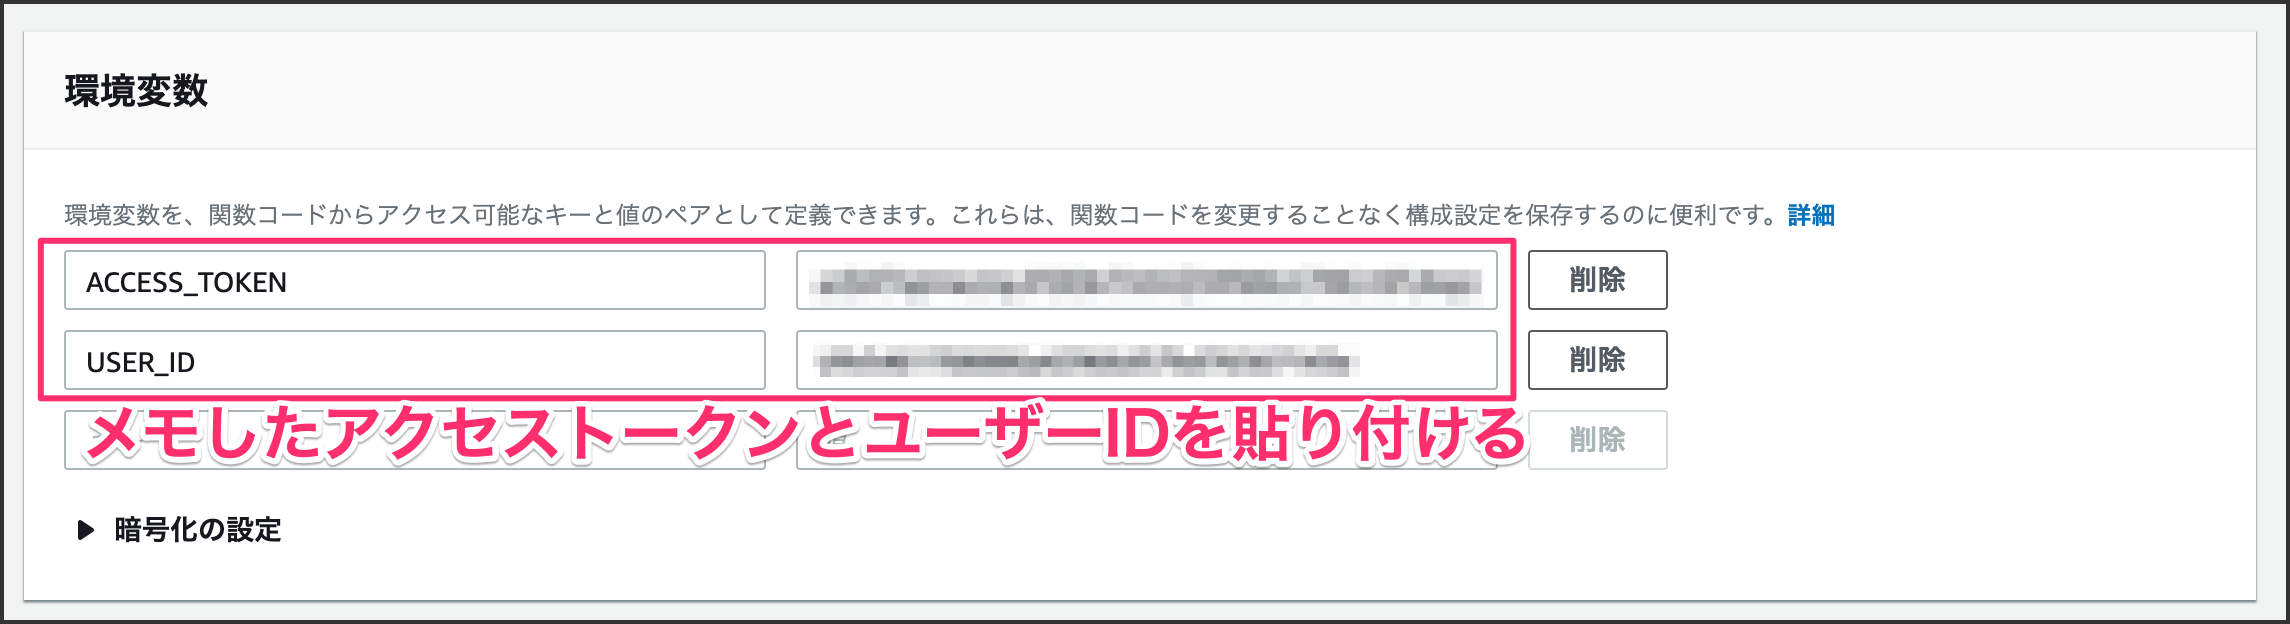 環境変数
環境変数を、関数コードからアクセス可能なキーと値のペアとして定義できます。これらは、関数コードを変更することなく構成設定を保存するのに便利です。詳細
ACCESS_TOKEN 削除
USER_ID 削除
メモしたアクセストークンとユーザーIDを貼り付ける 削除
▶ 暗号化の設定